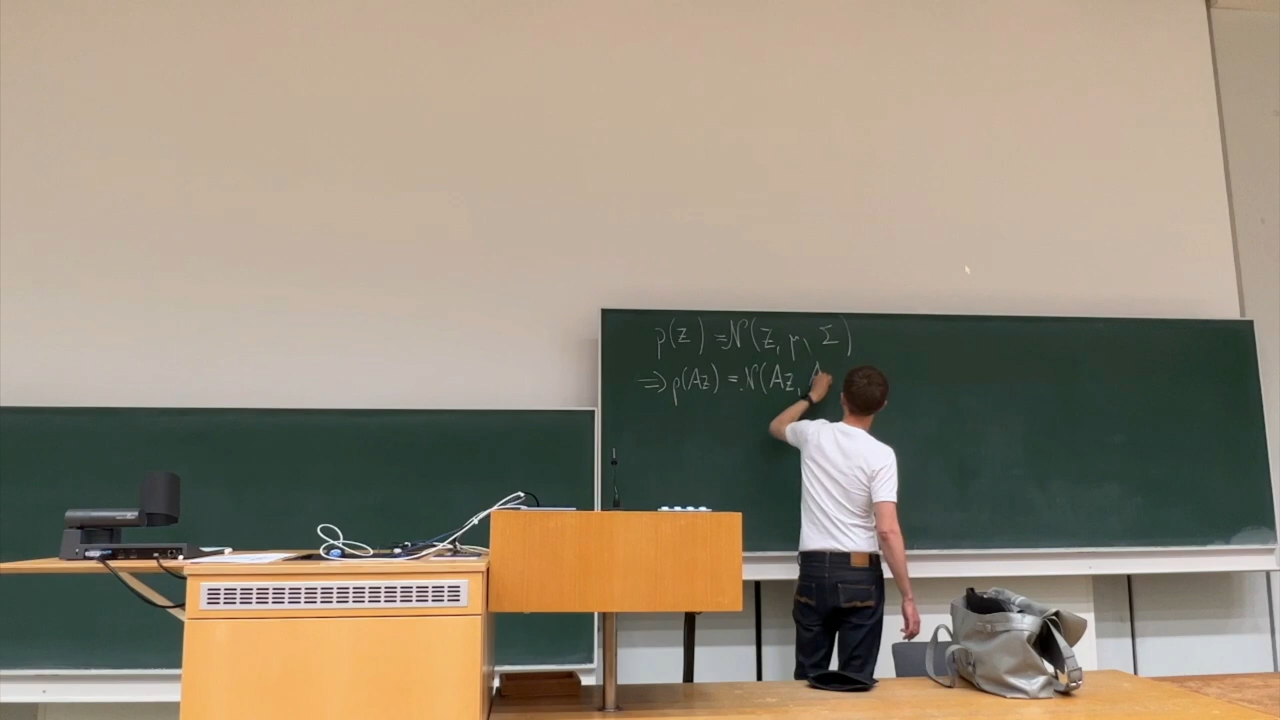 p(z) = N(z, μ, Σ)
⇒ p(Az) = N(Az, A